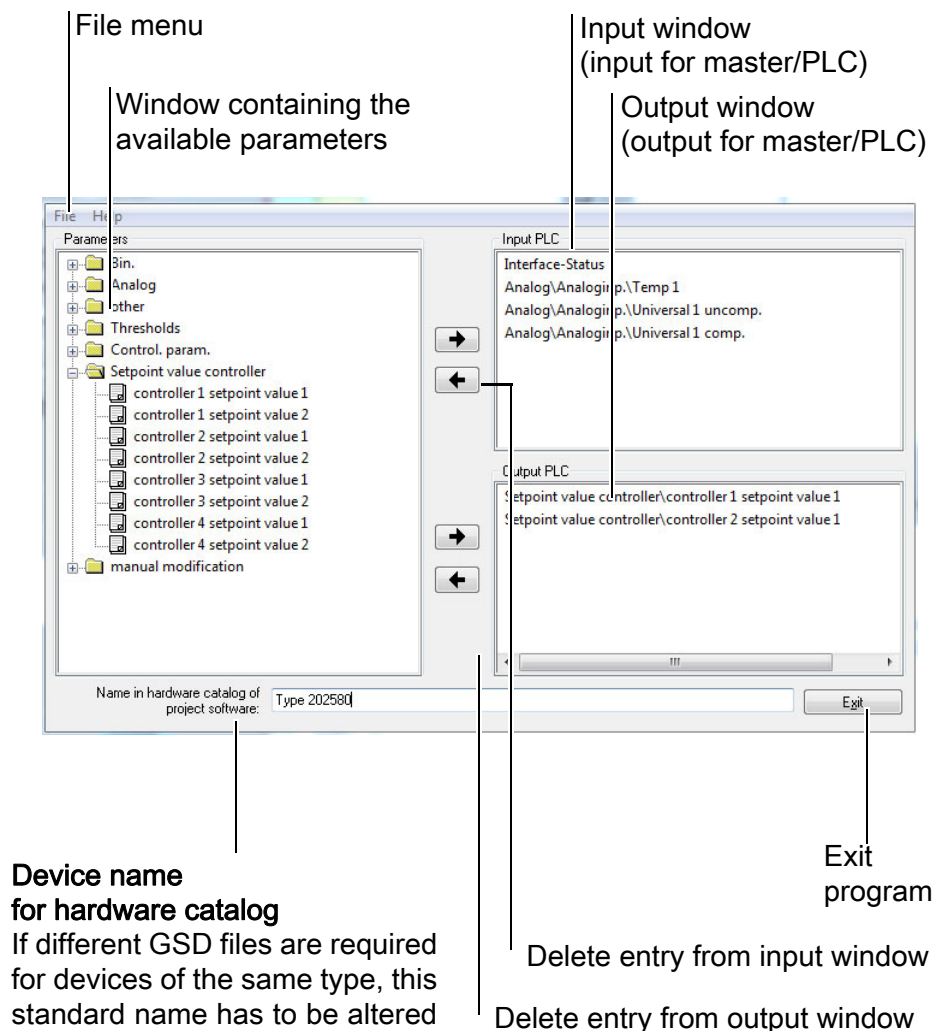 File menu
Input window
(input for master/PLC)
Window containing the
available parameters
Output window
(output for master/PLC)
File Help
Parameters
Bin.
Analog
other
Thresholds
Control. param.
Setpoint value controller
controller 1 setpoint value 1
controller 1 setpoint value 2
controller 2 setpoint value 1
controller 2 setpoint value 2
controller 3 setpoint value 1
controller 3 setpoint value 2
controller 4 setpoint value 1
controller 4 setpoint value 2
manual modification
Input PLC
Interface-Status
Analog\Analoginp.\Temp 1
Analog\Analoginp.\Universal 1 uncomp.
Analog\Analoginp.\Universal 1 comp.
Output PLC
Setpoint value controller\controller 1 setpoint value 1
Setpoint value controller\controller 2 setpoint value 1
Name in hardware catalog of
project software:
Type 202580
Exit
Exit
program
Device name
for hardware catalog
If different GSD files are required
for devices of the same type, this
standard name has to be altered
Delete entry from input window
Delete entry from output window